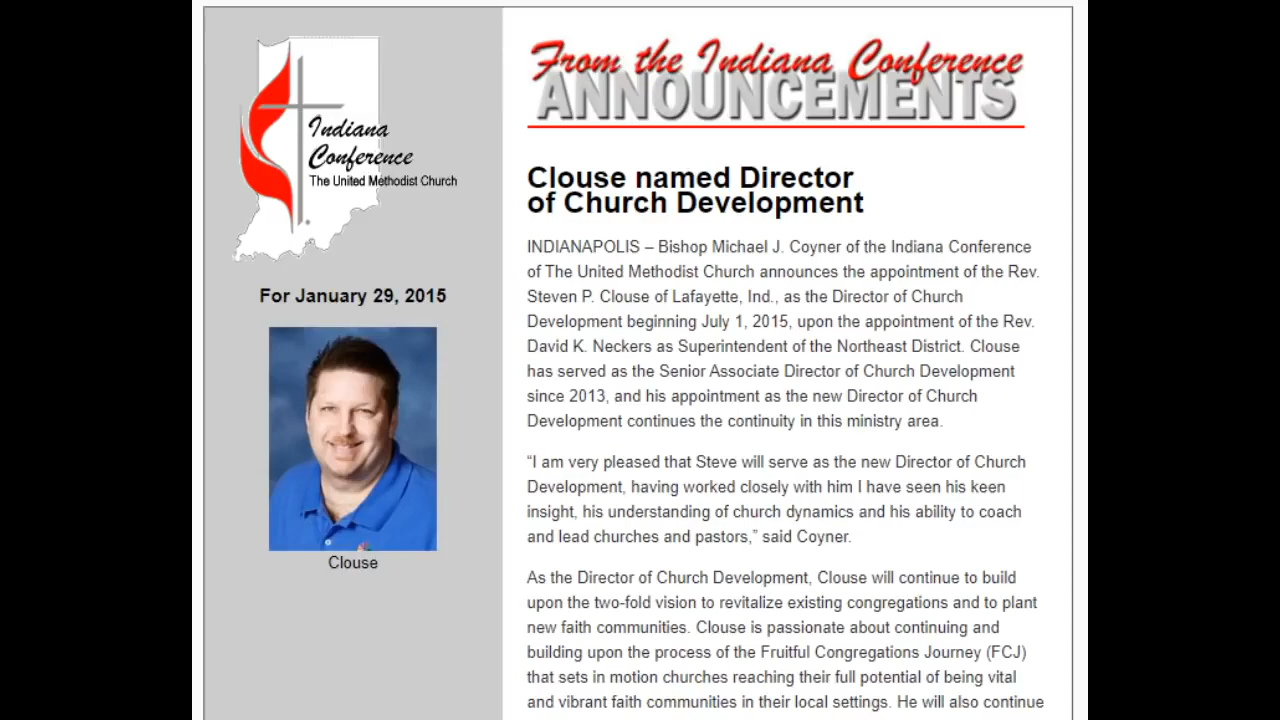 Indiana
Conference
The United Methodist Church
For January 29, 2015
Clouse
From the Indiana Conference
ANNOUNCEMENTS
Clouse named Director
of Church Development
INDIANAPOLIS – Bishop Michael J. Coyner of the Indiana Conference
of The United Methodist Church announces the appointment of the Rev.
Steven P. Clouse of Lafayette, Ind., as the Director of Church
Development beginning July 1, 2015, upon the appointment of the Rev.
David K. Neckers as Superintendent of the Northeast District. Clouse
has served as the Senior Associate Director of Church Development
since 2013, and his appointment as the new Director of Church
Development continues the continuity in this ministry area.
“I am very pleased that Steve will serve as the new Director of Church
Development, having worked closely with him I have seen his keen
insight, his understanding of church dynamics and his ability to coach
and lead churches and pastors,” said Coyner.
As the Director of Church Development, Clouse will continue to build
upon the two-fold vision to revitalize existing congregations and to plant
new faith communities. Clouse is passionate about continuing and
building upon the process of the Fruitful Congregations Journey (FCJ)
that sets in motion churches reaching their full potential of being vital
and vibrant faith communities in their local settings. He will also continue